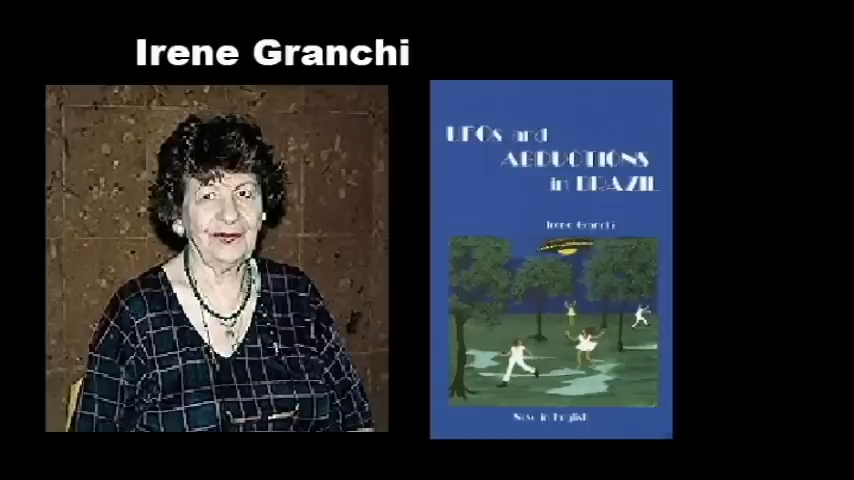 Irene Granchi
UFOs and
ABDUCTIONS
in BRAZIL
Irene Granchi
Now in English